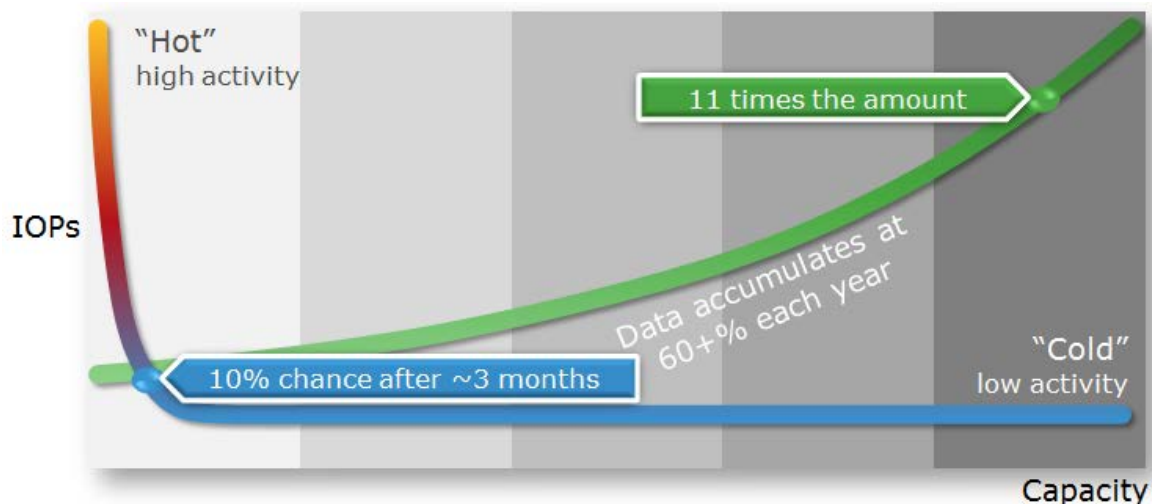 “Hot”
high activity
11 times the amount
IOPs
Data accumulates at
60+% each year
“Cold”
low activity
10% chance after ~3 months
Capacity